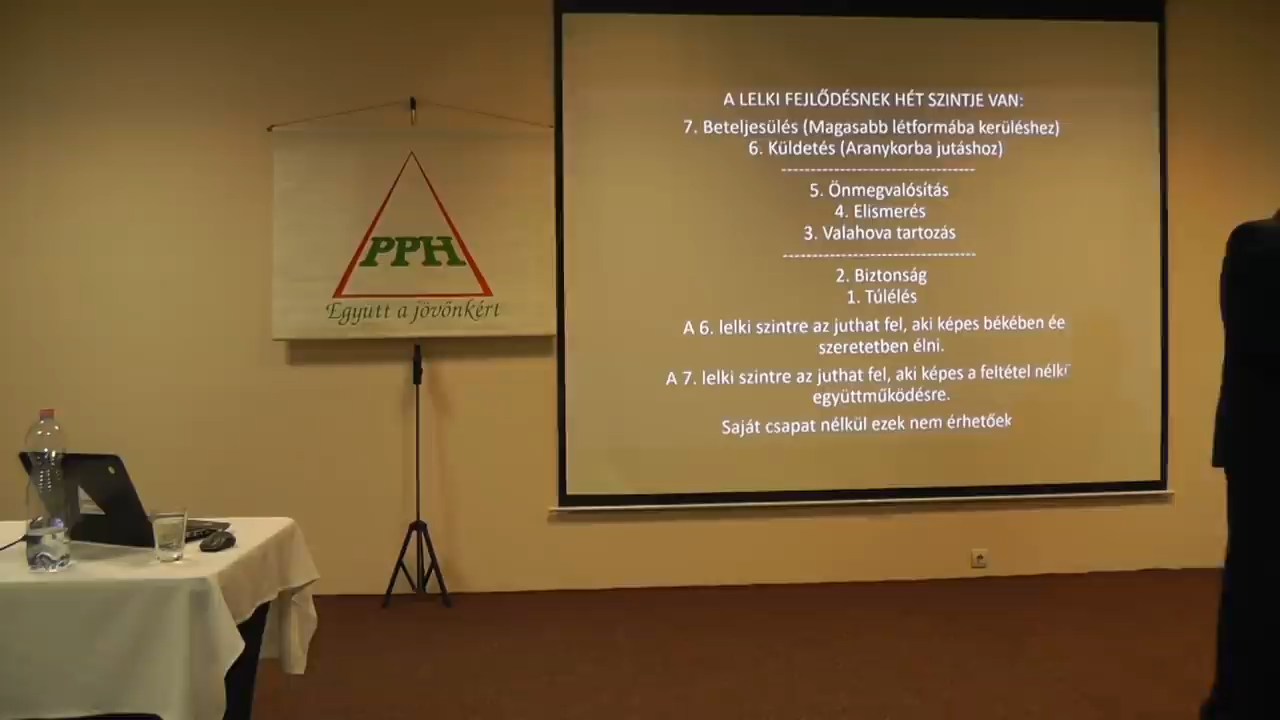 PPH
Együtt a jövőnkért
A LELKI FEJLŐDÉSNEK HÉT SZINTJE VAN:
7. Beteljesülés (Magasabb létformába kerüléshez)
6. Küldetés (Aranykorba jutáshoz)
------------------------------
5. Önmegvalósítás
4. Elismerés
3. Valahova tartozás
------------------------------
2. Biztonság
1. Túlélés
A 6. lelki szintre az juthat fel, aki képes békében ée
szeretetben élni.
A 7. lelki szintre az juthat fel, aki képes a feltétel
együttműködésre.
Saját csapat nélkül ezek nem érhetőek